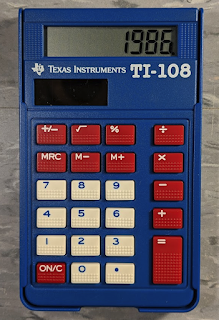 1986.
TEXAS INSTRUMENTS TI-108
+/− √ % ÷
MRC M− M+ ×
7 8 9 −
4 5 6 +
1 2 3 =
ON/C 0 •